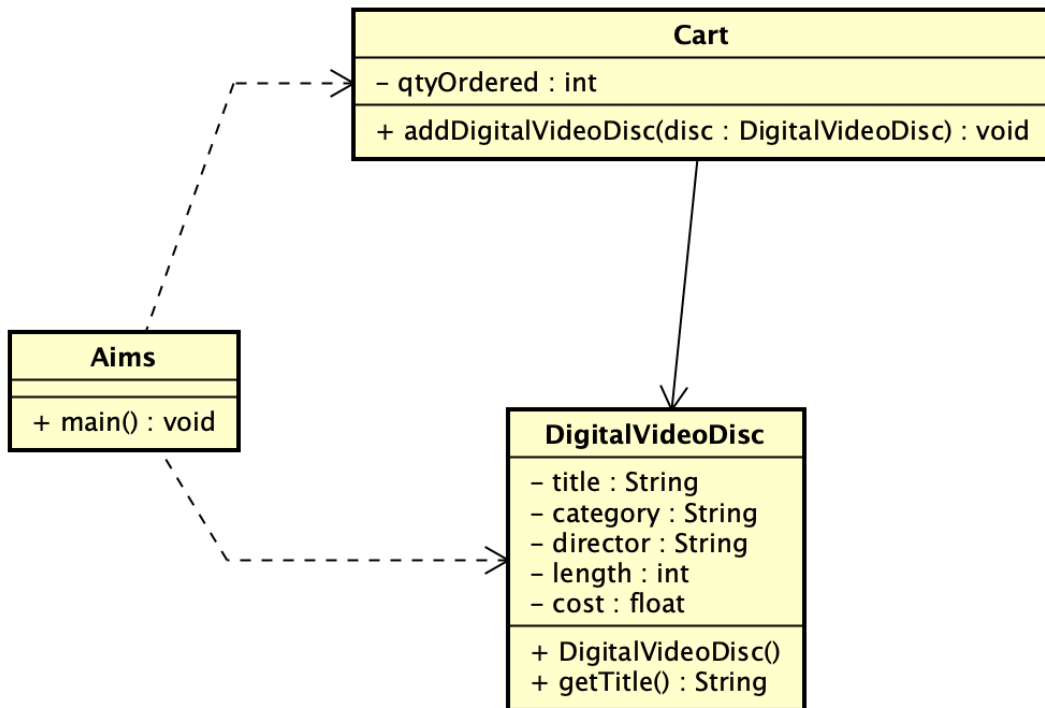 Cart
– qtyOrdered : int
+ addDigitalVideoDisc(disc : DigitalVideoDisc) : void
Aims
+ main() : void
DigitalVideoDisc
– title : String
– category : String
– director : String
– length : int
– cost : float
+ DigitalVideoDisc()
+ getTitle() : String